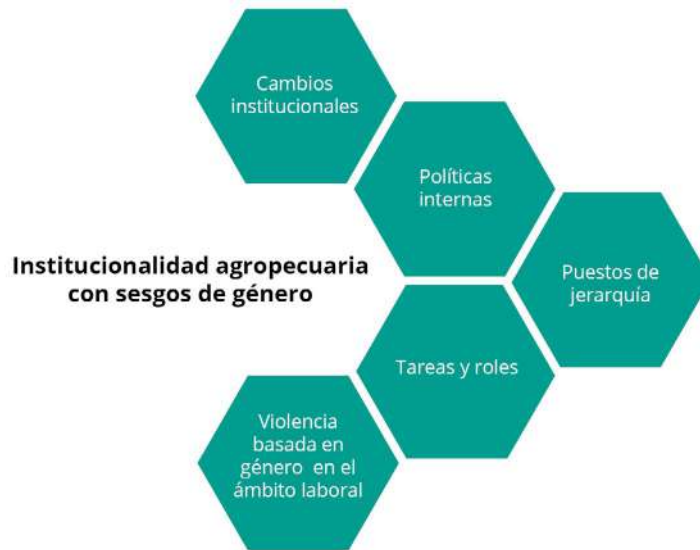 Cambios
institucionales
Políticas
internas
Institucionalidad agropecuaria
con sesgos de género
Puestos de
jerarquía
Tareas y roles
Violencia
basada en
género en el
ámbito laboral